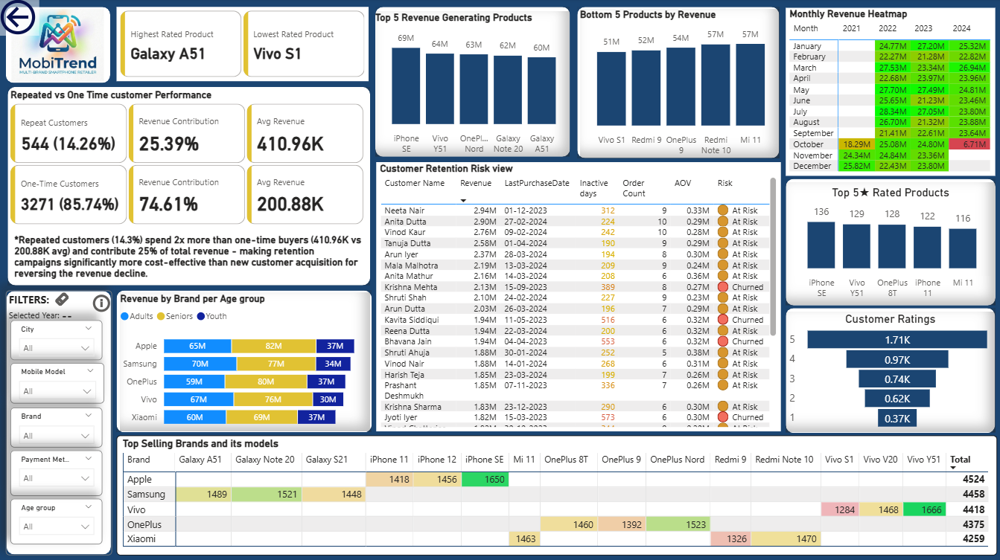 MobiTrend
MULTI-BRAND SMARTPHONE RETAILER
Highest Rated Product
Galaxy A51
Lowest Rated Product
Vivo S1
Repeated vs One Time customer Performance
Repeat Customers
544 (14.26%)
Revenue Contribution
25.39%
Avg Revenue
410.96K
One-Time Customers
3271 (85.74%)
Revenue Contribution
74.61%
Avg Revenue
200.88K
*Repeated customers (14.3%) spend 2x more than one-time buyers (410.96K vs
200.88K avg) and contribute 25% of total revenue - making retention
campaigns significantly more cost-effective than new customer acquisition for
reversing the revenue decline.
Top 5 Revenue Generating Products
69M 64M 63M 62M 60M
iPhone SE
Vivo Y51
OnePl... Nord
Galaxy Note 20
Galaxy A51
Bottom 5 Products by Revenue
51M 52M 54M 57M 57M
Vivo S1
Redmi 9
OnePlus 9
Redmi Note 10
Mi 11
Monthly Revenue Heatmap
Month 2021 2022 2023 2024
January 24.77M 27.20M 25.32M
February 22.27M 21.28M 22.82M
March 27.53M 23.34M 26.94M
April 22.68M 23.97M 23.96M
May 27.70M 27.49M 24.81M
June 25.65M 21.23M 23.46M
July 28.34M 27.05M 23.80M
August 26.70M 21.32M 23.88M
September 21.41M 22.61M 23.64M
October 18.29M 25.08M 24.80M 6.71M
November 24.34M 24.84M 23.36M
December 25.82M 22.43M 23.80M
Customer Retention Risk view
Customer Name Revenue LastPurchaseDate Inactive days Order Count AOV Risk
Neeta Nair 2.94M 01-12-2023 312 9 0.33M At Risk
Anita Dutta 2.90M 27-02-2024 224 10 0.29M At Risk
Vinod Kaur 2.76M 09-02-2024 242 10 0.28M At Risk
Tanuja Dutta 2.58M 01-04-2024 190 9 0.29M At Risk
Arun Iyer 2.37M 28-03-2024 194 8 0.30M At Risk
Mala Malhotra 2.19M 13-03-2024 209 9 0.24M At Risk
Anita Mathur 2.16M 14-03-2024 208 6 0.36M At Risk
Krishna Mehta 2.13M 15-09-2023 389 8 0.27M Churned
Shruti Shah 2.10M 24-02-2024 227 9 0.23M At Risk
Arun Dutta 2.03M 26-03-2024 196 7 0.29M At Risk
Kavita Siddiqui 1.94M 11-05-2023 516 6 0.32M Churned
Reena Dutta 1.94M 22-03-2024 200 6 0.32M At Risk
Bhavana Jain 1.94M 04-04-2023 553 6 0.32M Churned
Shruti Ahuja 1.88M 30-01-2024 252 5 0.38M At Risk
Vinod Nair 1.88M 14-01-2024 268 6 0.31M At Risk
Harish Teja 1.85M 23-03-2024 199 7 0.26M At Risk
Prashant Deshmukh 1.85M 07-11-2023 336 7 0.26M At Risk
Krishna Sharma 1.83M 23-12-2023 290 6 0.30M At Risk
Jyoti Iyer 1.82M 15-03-2023 573 6 0.30M Churned
Top 5★ Rated Products
136 129 128 122 116
iPhone SE
Vivo Y51
OnePlus 8T
iPhone 11
Mi 11
Customer Ratings
5 1.71K
4 0.97K
3 0.74K
2 0.62K
1 0.37K
FILTERS:
Selected Year: --
City
All
Mobile Model
All
Brand
All
Payment Met...
All
Age group
All
Revenue by Brand per Age group
Adults Seniors Youth
Apple 65M 82M 37M
Samsung 70M 77M 34M
OnePlus 59M 80M 37M
Vivo 67M 76M 30M
Xiaomi 60M 69M 37M
Top Selling Brands and its models
Brand Galaxy A51 Galaxy Note 20 Galaxy S21 iPhone 11 iPhone 12 iPhone SE Mi 11 OnePlus 8T OnePlus 9 OnePlus Nord Redmi 9 Redmi Note 10 Vivo S1 Vivo V20 Vivo Y51 Total
Apple 1418 1456 1650 4524
Samsung 1489 1521 1448 4458
Vivo 1284 1468 1666 4418
OnePlus 1460 1392 1523 4375
Xiaomi 1463 1326 1470 4259